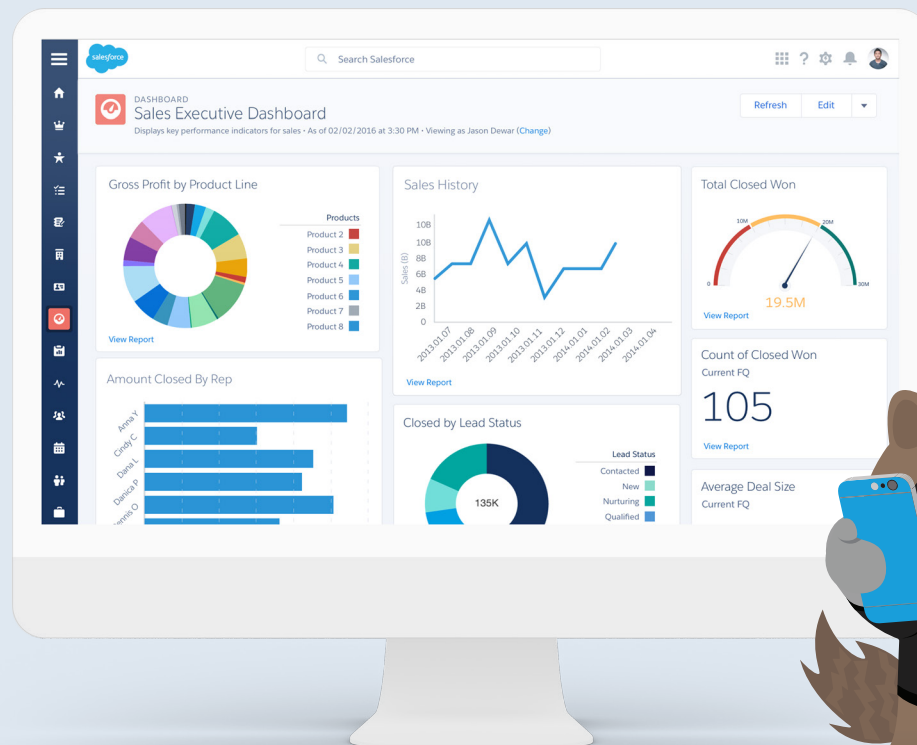 salesforce
Search Salesforce
?
DASHBOARD
Sales Executive Dashboard
Displays key performance indicators for sales • As of 02/02/2016 at 3:30 PM • Viewing as Jason Dewar (Change)
Refresh
Edit
Gross Profit by Product Line
Products
Product 2
Product 3
Product 4
Product 5
Product 6
Product 7
Product 8
View Report
Sales History
Sales (B)
10B
10B
8B
6B
4B
2B
0
2013.01.07
2013.01.08
2013.01.09
2013.01.10
2013.01.11
2013.01.12
2014.01.01
2014.01.02
2014.01.03
2014.01.04
View Report
Total Closed Won
0
10M
20M
30M
19.5M
View Report
Amount Closed By Rep
Anna Y
Cindy C
Dana L
Danica P
Closed by Lead Status
135K
Lead Status
Contacted
New
Nurturing
Qualified
Count of Closed Won
Current FQ
105
View Report
Average Deal Size
Current FQ